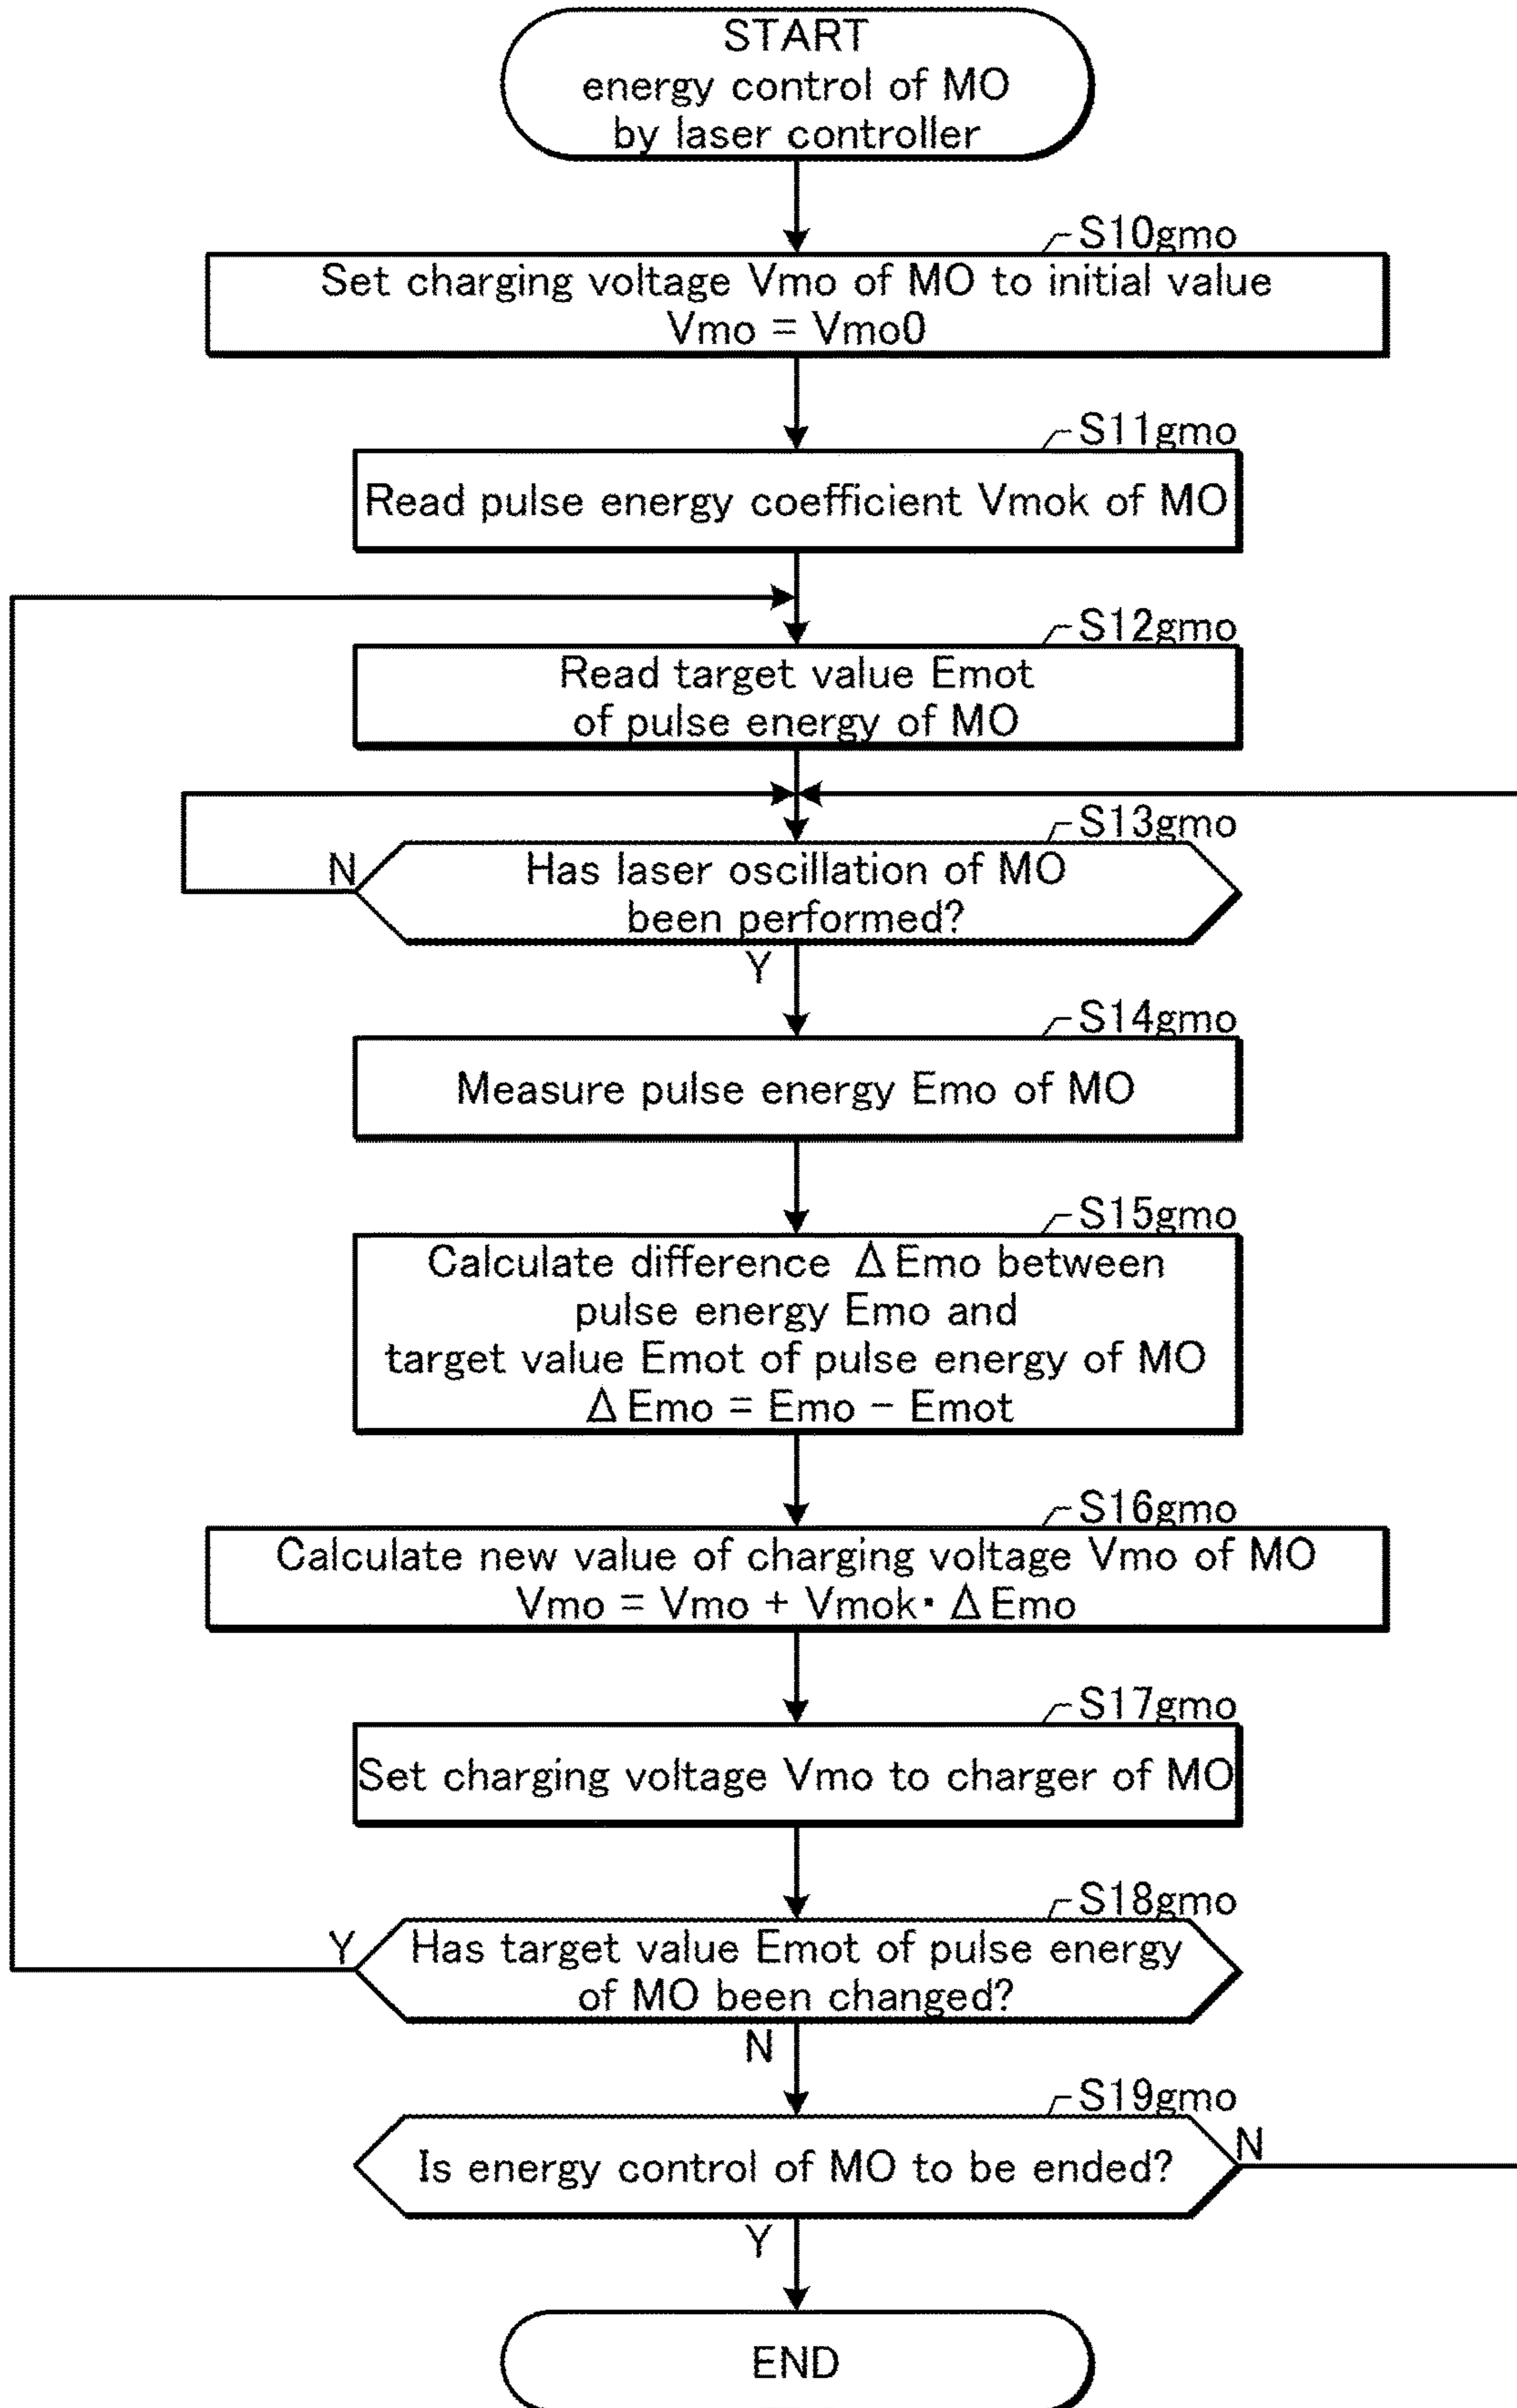 START
energy control of MO
by laser controller
S10gmo
Set charging voltage Vmo of MO to initial value
Vmo = Vmo0
S11gmo
Read pulse energy coefficient Vmok of MO
S12gmo
Read target value Emot
of pulse energy of MO
S13gmo
N
Has laser oscillation of MO
been performed?
Y
S14gmo
Measure pulse energy Emo of MO
S15gmo
Calculate difference ΔEmo between
pulse energy Emo and
target value Emot of pulse energy of MO
ΔEmo = Emo − Emot
S16gmo
Calculate new value of charging voltage Vmo of MO
Vmo = Vmo + Vmok・ΔEmo
S17gmo
Set charging voltage Vmo to charger of MO
S18gmo
Y
Has target value Emot of pulse energy
of MO been changed?
N
S19gmo
N
Is energy control of MO to be ended?
Y
END